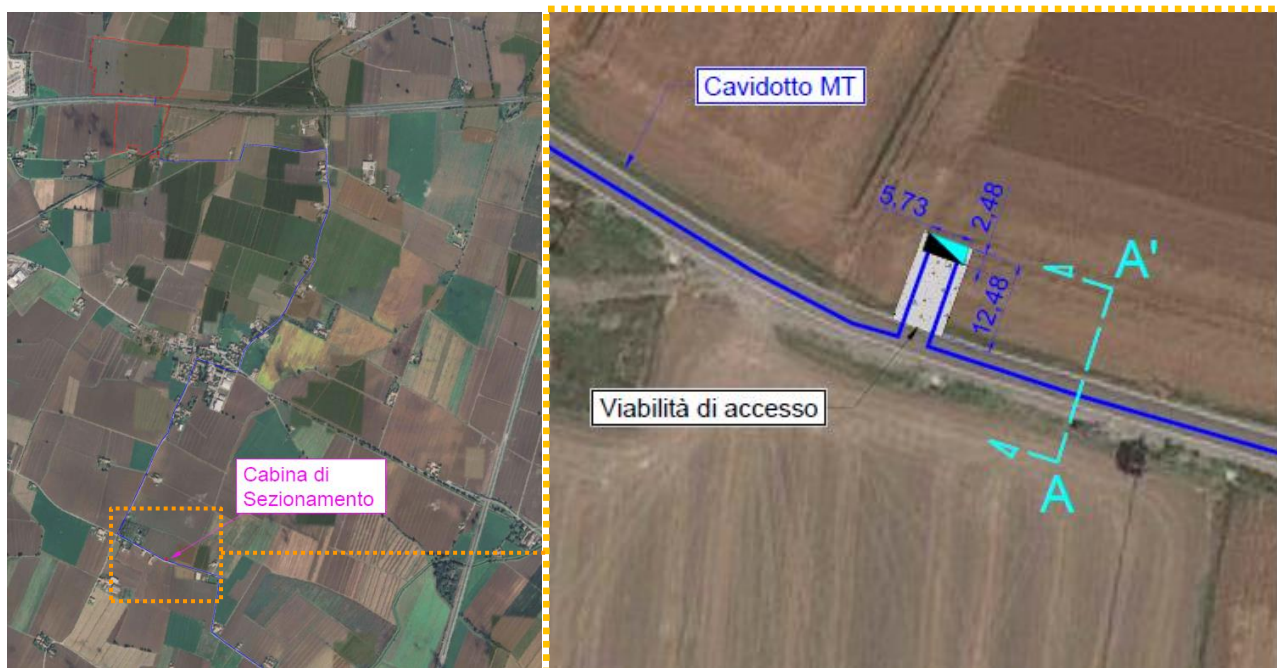 Cabina di
Sezionamento
Cavidotto MT
5,73
2,48
12,48
A'
A
Viabilità di accesso